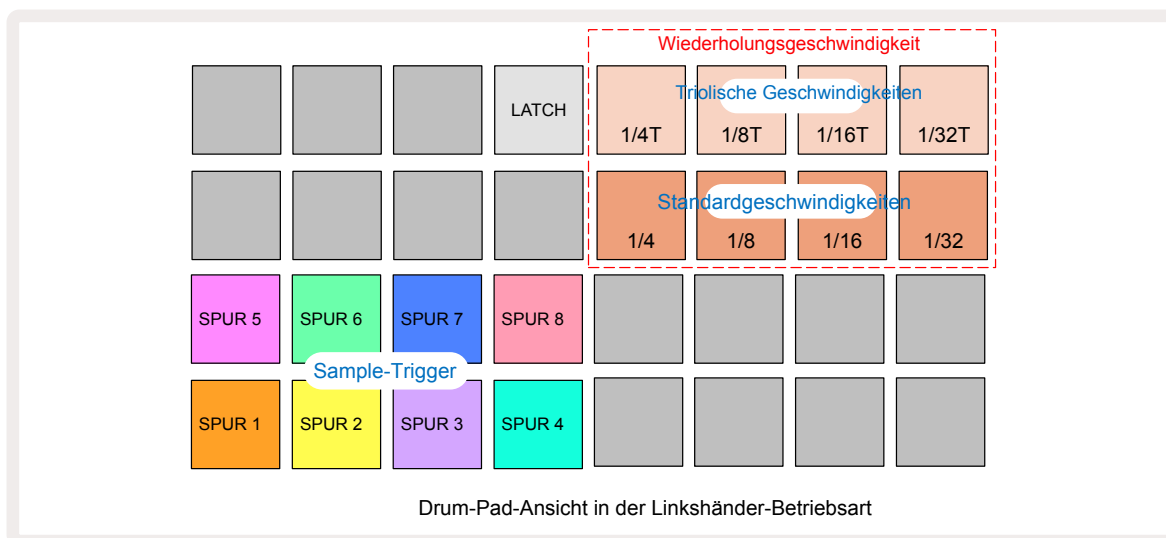 Wiederholungsgeschwindigkeit
Triolische Geschwindigkeiten
LATCH
1/4T 1/8T 1/16T 1/32T
Standardgeschwindigkeiten
1/4 1/8 1/16 1/32
SPUR 5 SPUR 6 SPUR 7 SPUR 8
Sample-Trigger
SPUR 1 SPUR 2 SPUR 3 SPUR 4
Drum-Pad-Ansicht in der Linkshänder-Betriebsart